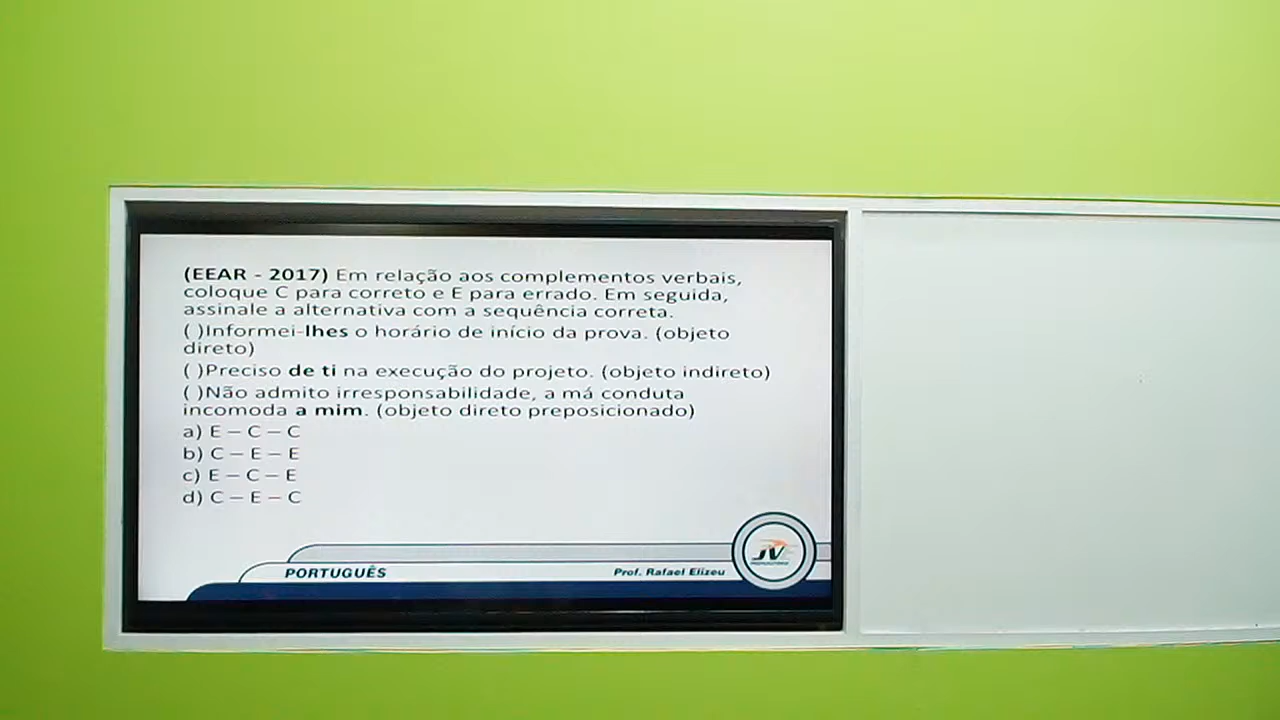 (EEAR - 2017) Em relação aos complementos verbais,
coloque C para correto e E para errado. Em seguida,
assinale a alternativa com a sequência correta.
( )Informei-lhes o horário de início da prova. (objeto
direto)
( )Preciso de ti na execução do projeto. (objeto indireto)
( )Não admito irresponsabilidade, a má conduta
incomoda a mim. (objeto direto preposicionado)
a) E – C – C
b) C – E – E
c) E – C – E
d) C – E – C
PORTUGUÊS
Prof. Rafael Elizeu